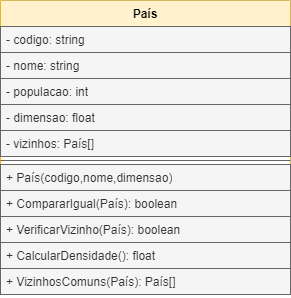 País
- codigo: string
- nome: string
- populacao: int
- dimensao: float
- vizinhos: País[]
+ País(codigo,nome,dimensao)
+ CompararIgual(País): boolean
+ VerificarVizinho(País): boolean
+ CalcularDensidade(): float
+ VizinhosComuns(País): País[]